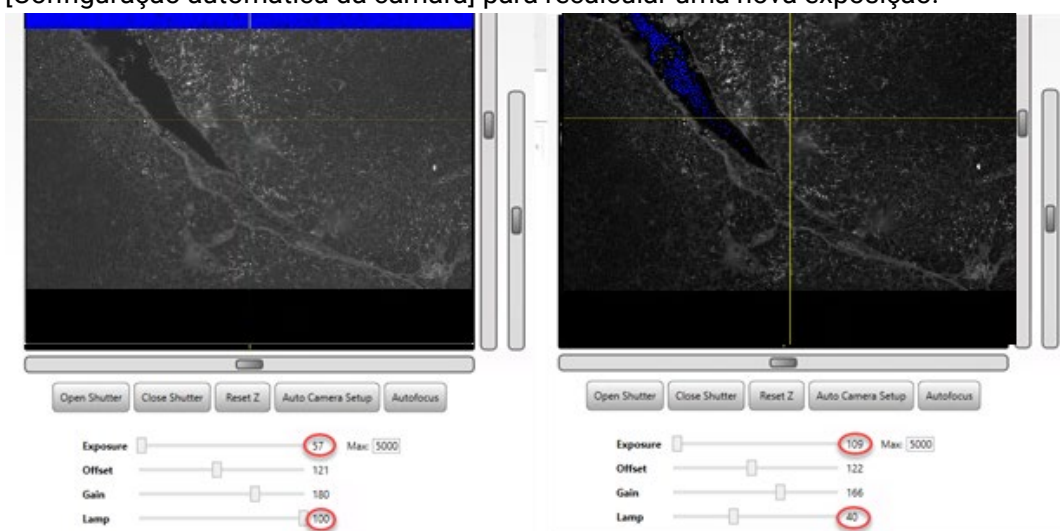 [Configuração automática da câmara] para recalcular uma nova exposição.
Open Shutter Close Shutter Reset Z Auto Camera Setup Autofocus
Exposure 57 Max: 5000
Offset 121
Gain 180
Lamp 100
Open Shutter Close Shutter Reset Z Auto Camera Setup Autofocus
Exposure 109 Max: 5000
Offset 122
Gain 166
Lamp 40